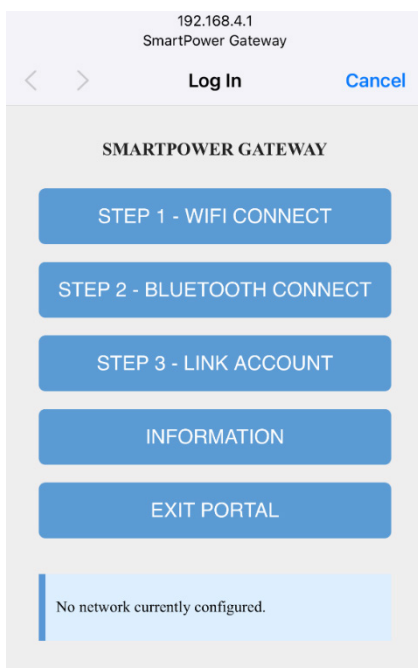 192.168.4.1
SmartPower Gateway
Log In
Cancel
SMARTPOWER GATEWAY
STEP 1 - WIFI CONNECT
STEP 2 - BLUETOOTH CONNECT
STEP 3 - LINK ACCOUNT
INFORMATION
EXIT PORTAL
No network currently configured.